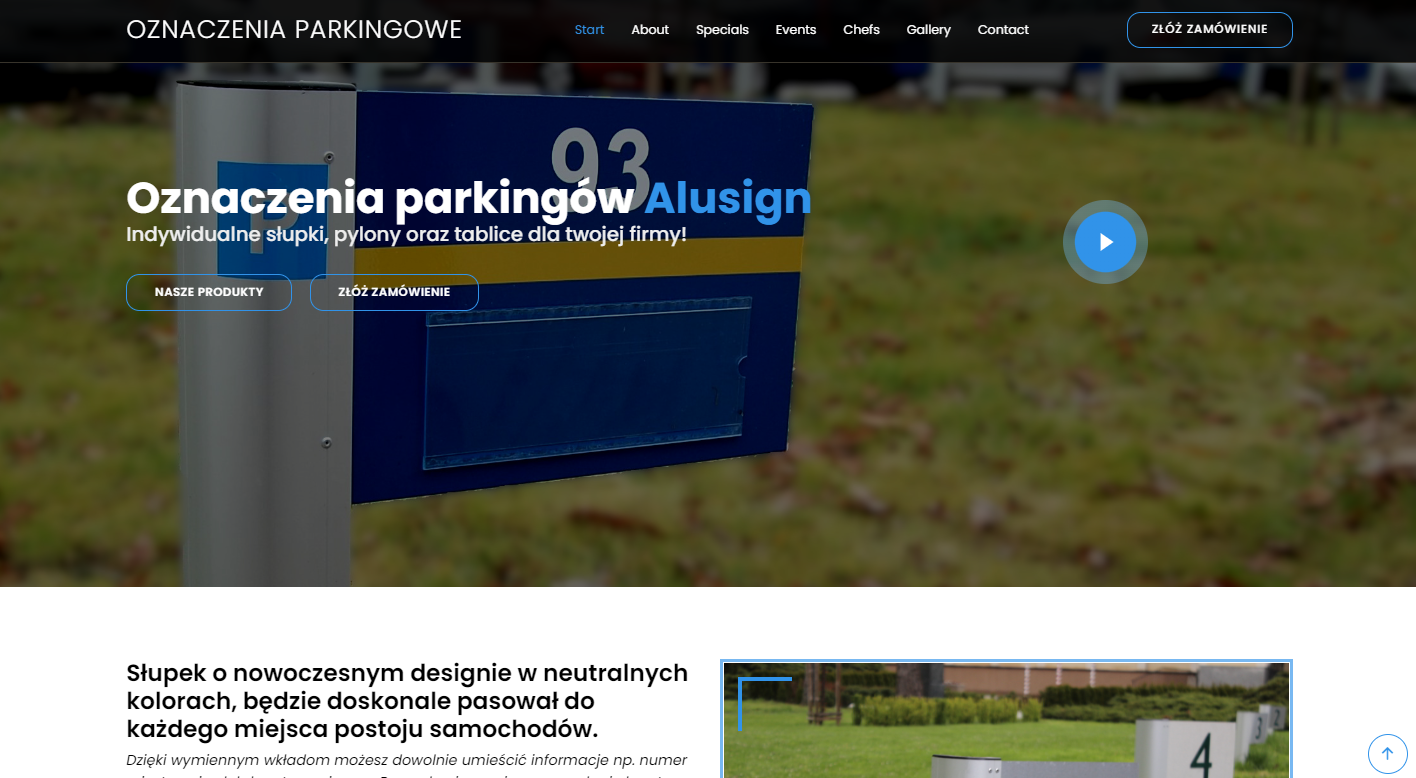 OZNACZENIA PARKINGOWE
Start About Specials Events Chefs Gallery Contact
ZŁÓŻ ZAMÓWIENIE
93
P
Oznaczenia parkingów Alusign
Indywidualne słupki, pylony oraz tablice dla twojej firmy!
NASZE PRODUKTY
ZŁÓŻ ZAMÓWIENIE
Słupek o nowoczesnym designie w neutralnych
kolorach, będzie doskonale pasował do
każdego miejsca postoju samochodów.
Dzięki wymiennym wkładom możesz dowolnie umieścić informacje np. numer
4
3
2